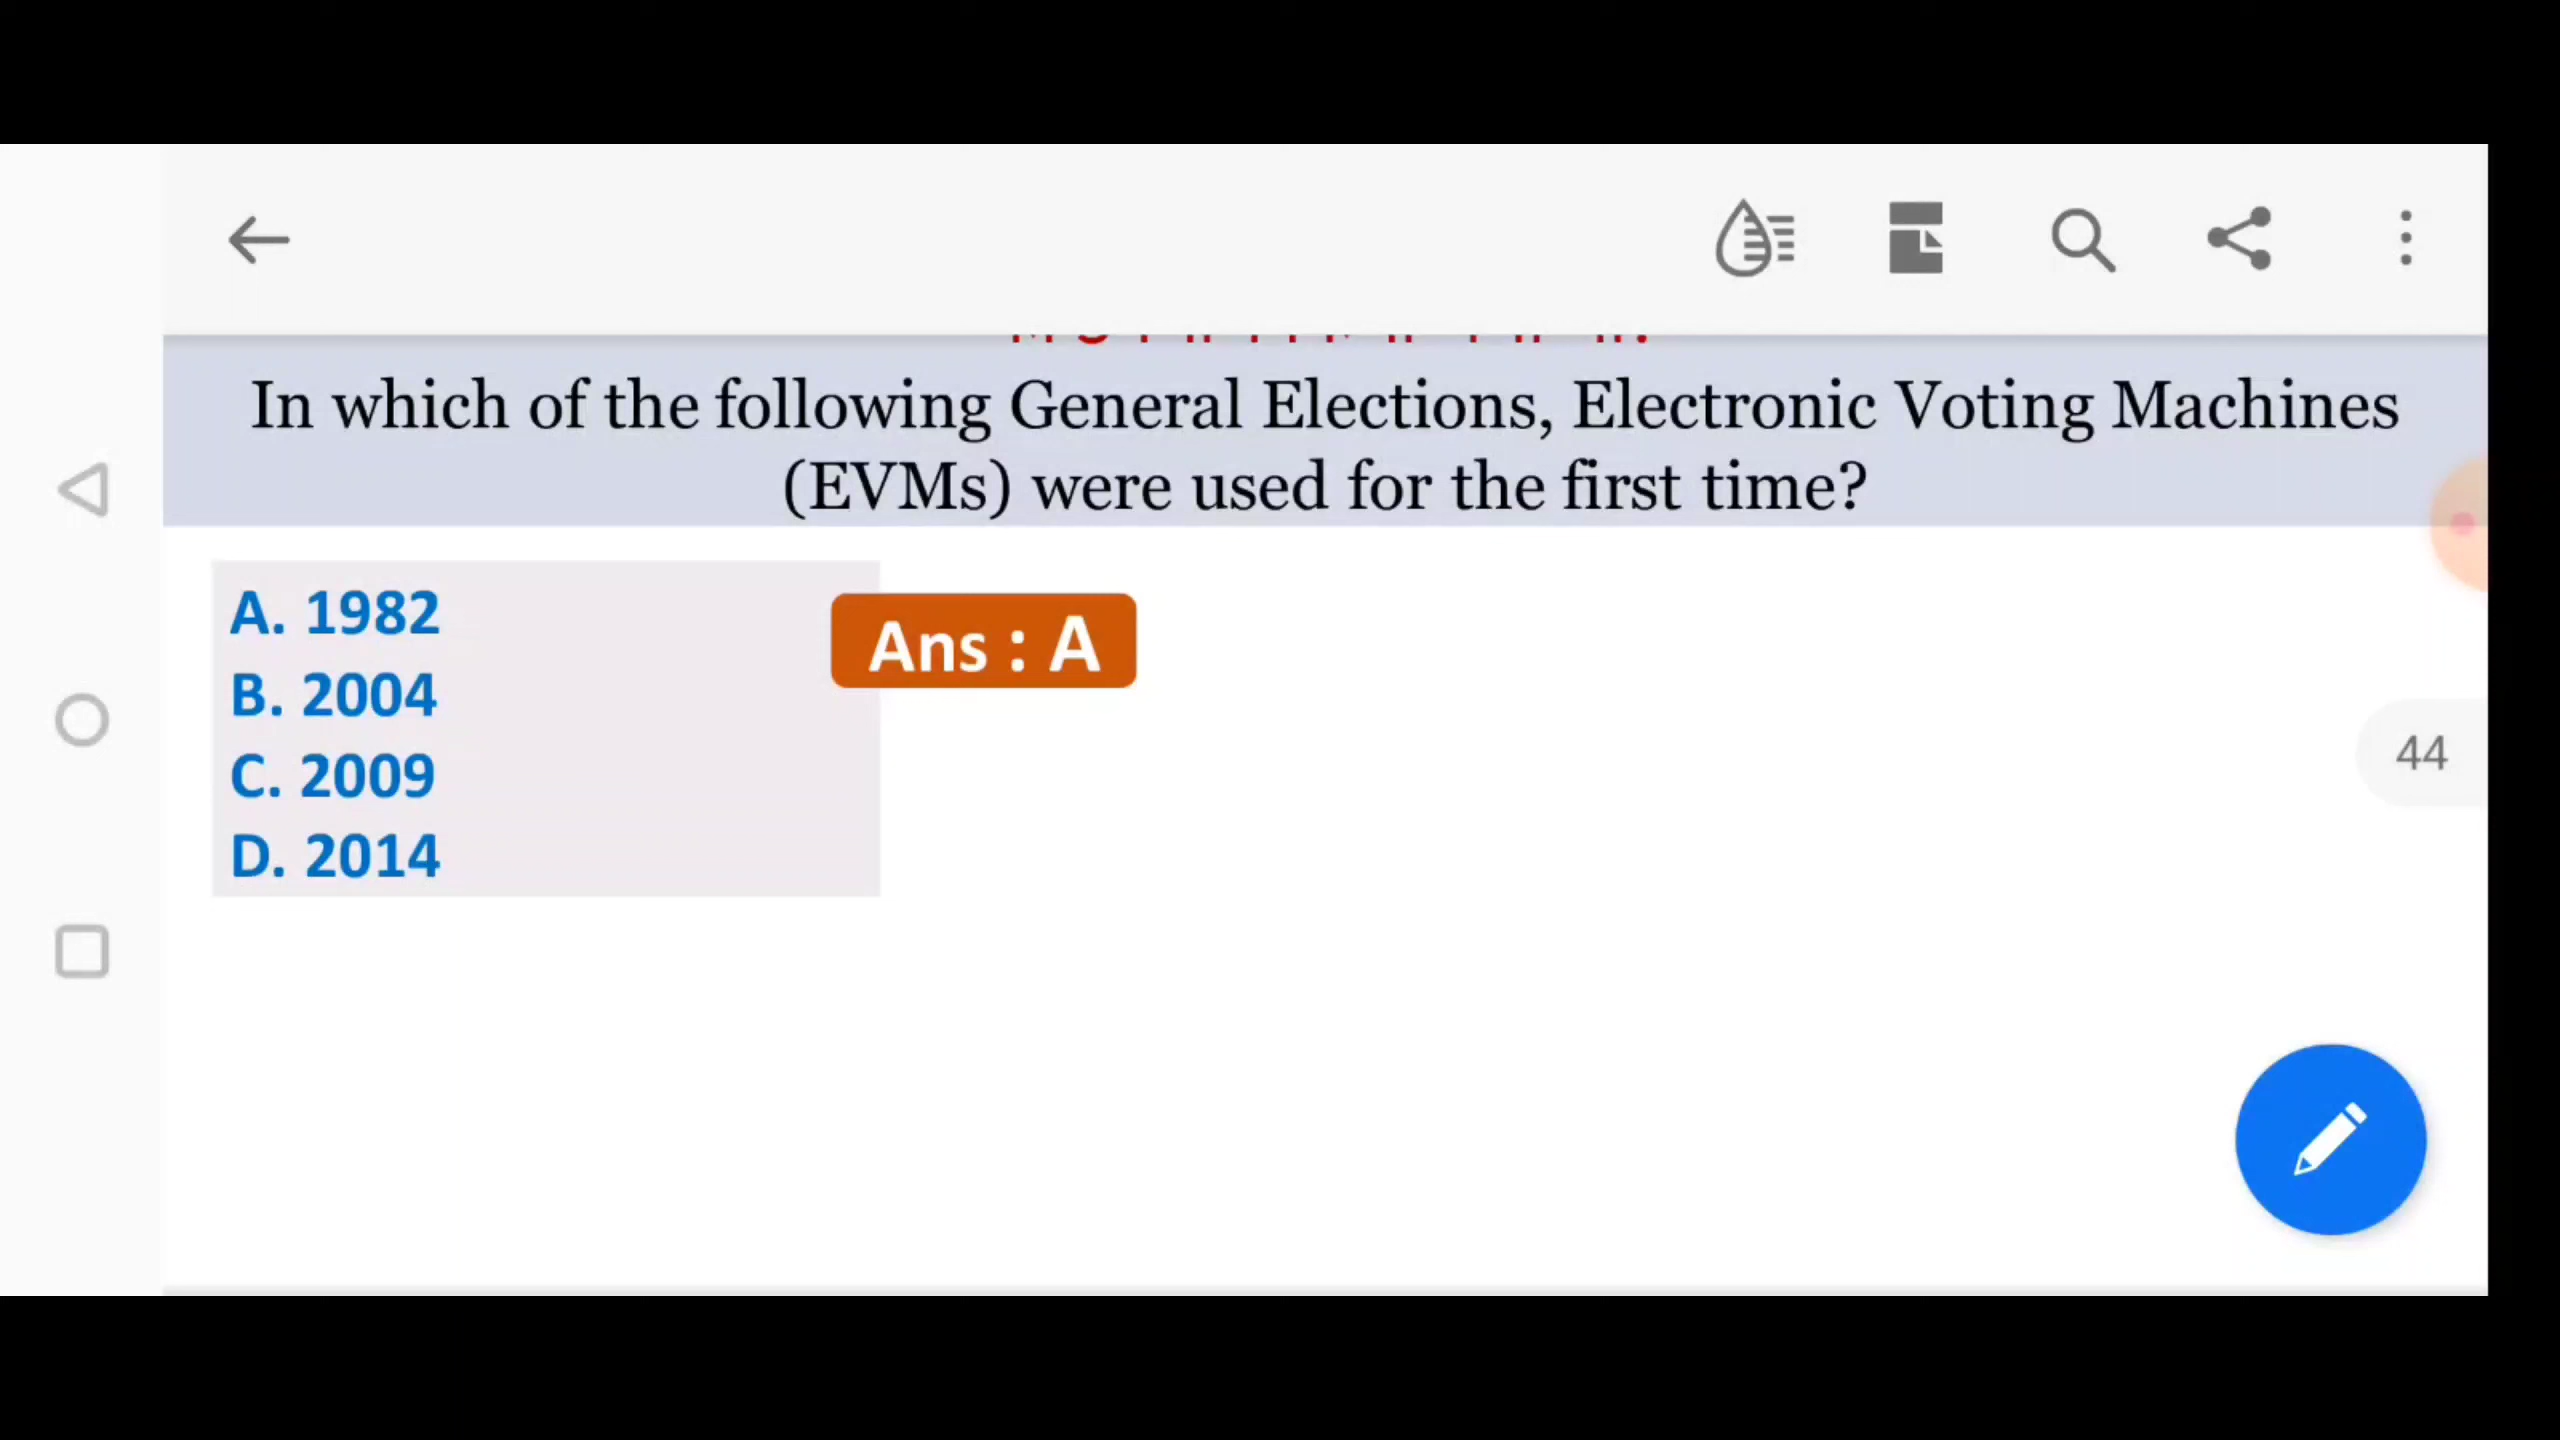 In which of the following General Elections, Electronic Voting Machines
(EVMs) were used for the first time?
A. 1982
Ans : A
B. 2004
C. 2009
D. 2014
44